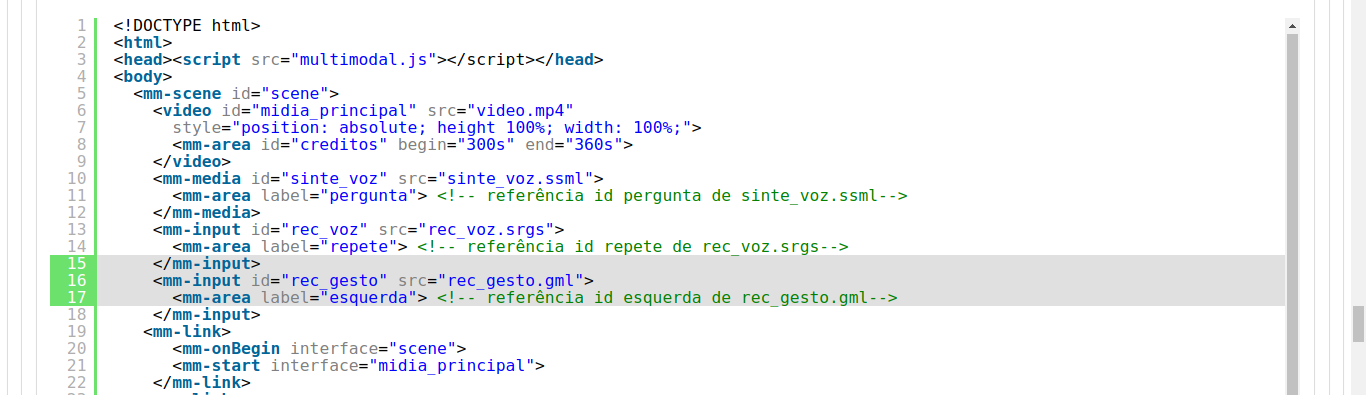 1 <!DOCTYPE html>
2 <html>
3 <head><script src="multimodal.js"></script></head>
4 <body>
5 <mm-scene id="scene">
6 <video id="midia_principal" src="video.mp4"
7 style="position: absolute; height 100%; width: 100%;">
8 <mm-area id="creditos" begin="300s" end="360s">
9 </video>
10 <mm-media id="sinte_voz" src="sinte_voz.ssml">
11 <mm-area label="pergunta"> <!-- referência id pergunta de sinte_voz.ssml-->
12 </mm-media>
13 <mm-input id="rec_voz" src="rec_voz.srgs">
14 <mm-area label="repete"> <!-- referência id repete de rec_voz.srgs-->
15 </mm-input>
16 <mm-input id="rec_gesto" src="rec_gesto.gml">
17 <mm-area label="esquerda"> <!-- referência id esquerda de rec_gesto.gml-->
18 </mm-input>
19 <mm-link>
20 <mm-onBegin interface="scene">
21 <mm-start interface="midia_principal">
22 </mm-link>